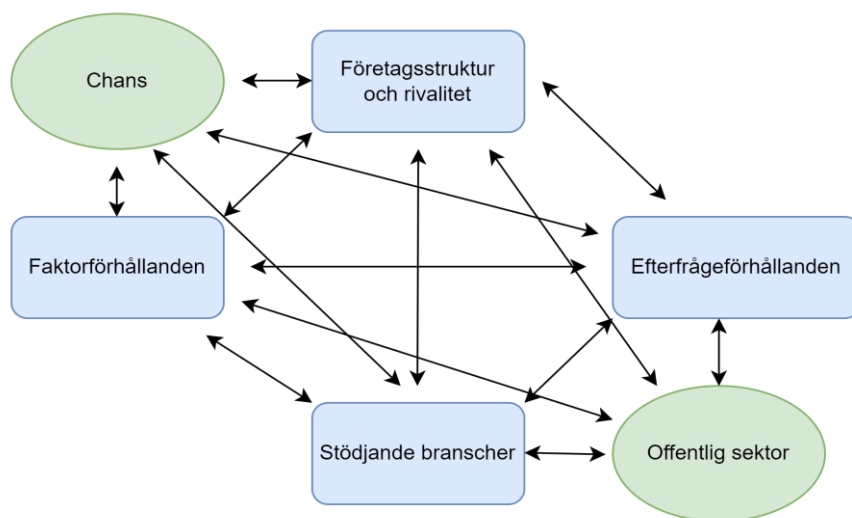 Chans
Företagsstruktur
och rivalitet
Faktorförhållanden
Efterfrågeförhållanden
Stödjande branscher
Offentlig sektor